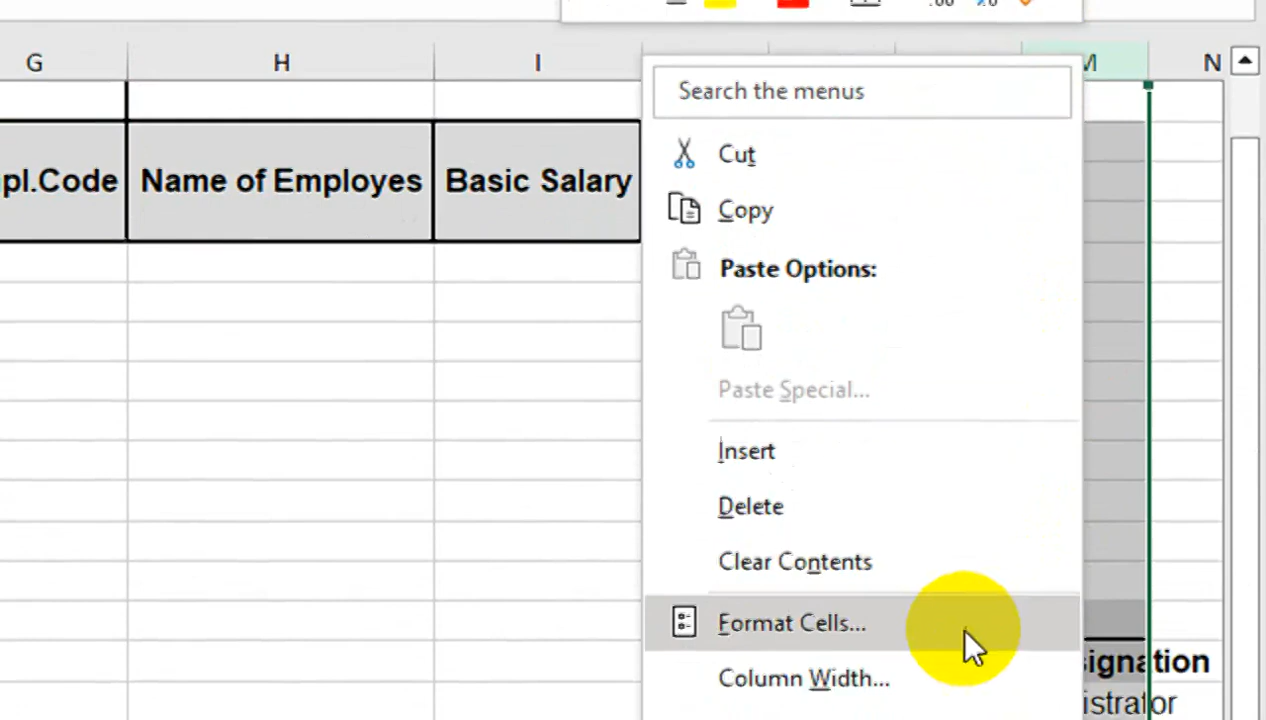 .00
G H I M N
Search the menus
pl.Code Name of Employes Basic Salary
Cut
Copy
Paste Options:
Paste Special...
Insert
Delete
Clear Contents
Format Cells...
Column Width...
signation
istrator